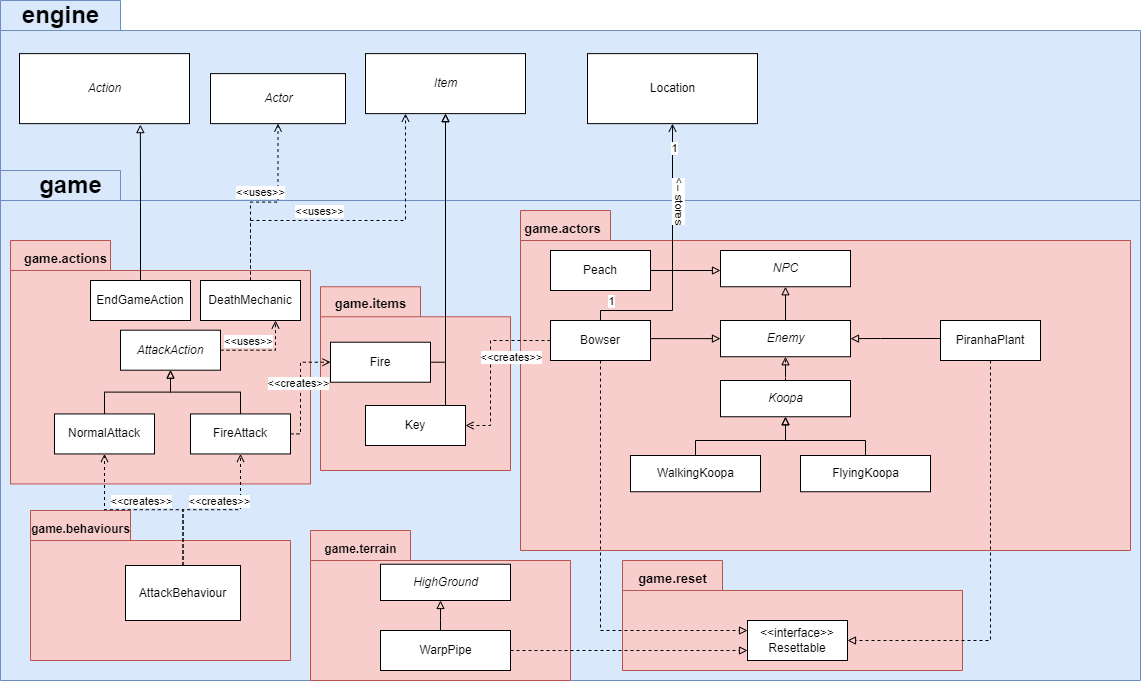 engine
Action
Actor
Item
Location
1
<<uses>>
<<uses>>
<-- stores
game
game.actions
EndGameAction
DeathMechanic
AttackAction
<<uses>>
NormalAttack
FireAttack
<<creates>>
game.items
Fire
Key
<<creates>>
game.actors
Peach
NPC
1
Bowser
Enemy
PiranhaPlant
Koopa
WalkingKoopa
FlyingKoopa
<<creates>>
<<creates>>
game.behaviours
AttackBehaviour
game.terrain
HighGround
WarpPipe
game.reset
<<interface>>
Resettable